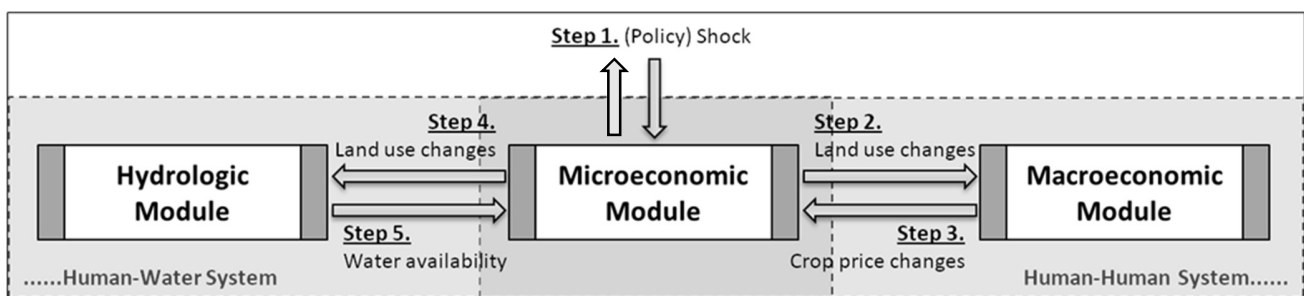 Step 1. (Policy) Shock
Step 4.
Land use changes
Step 2.
Land use changes
Hydrologic
Module
Microeconomic
Module
Macroeconomic
Module
Step 5.
Water availability
Step 3.
Crop price changes
......Human-Water System
Human-Human System......